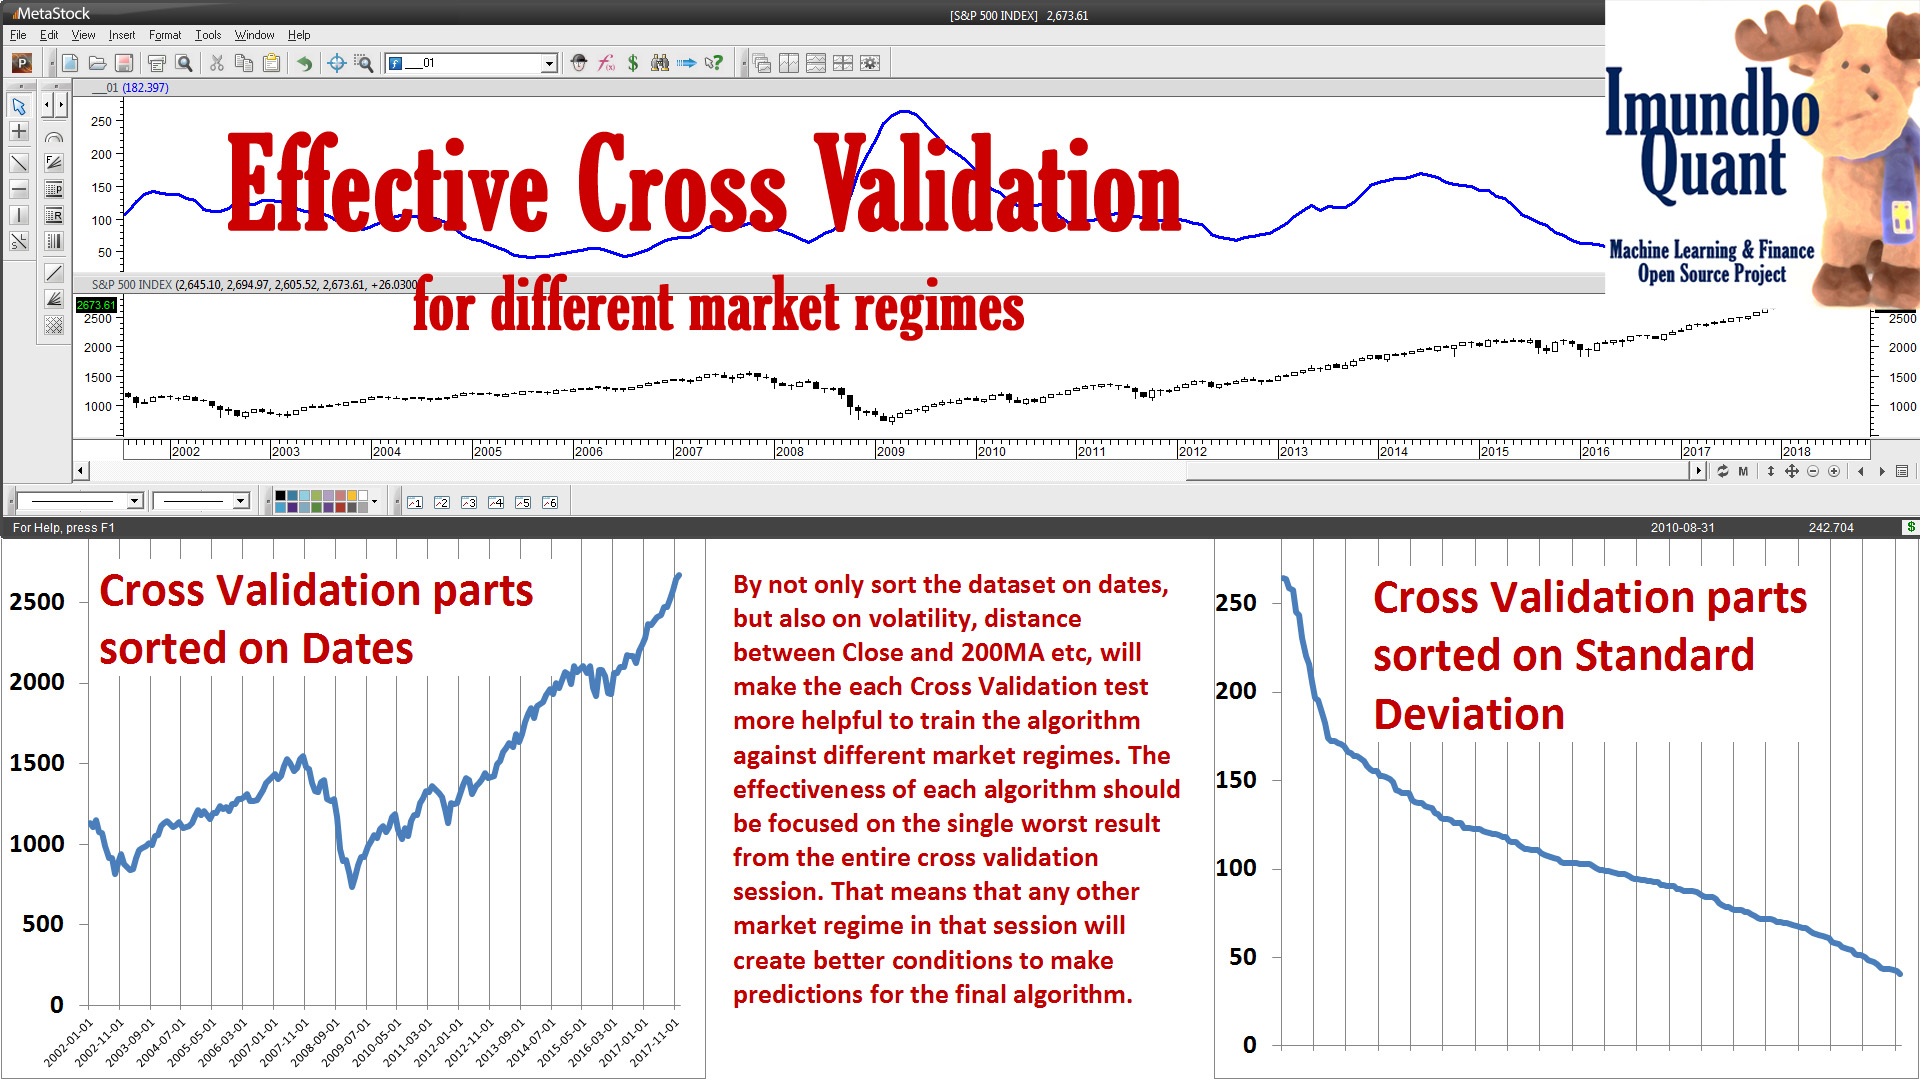 MetaStock
[S&P 500 INDEX] 2,673.61
File Edit View Insert Format Tools Window Help
P
___01
___01 (182.397)
250
200
150
100
50
Effective Cross Validation
for different market regimes
Imundbo
Quant
Machine Learning & Finance
Open Source Project
S&P 500 INDEX (2,645.10, 2,694.97, 2,605.52, 2,673.61, +26.0300
2673.61
2500
2000
1500
1000
2500
2000
1500
1000
2002 2003 2004 2005 2006 2007 2008 2009 2010 2011 2012 2013 2014 2015 2016 2017 2018
M
1 2 3 4 5 6
For Help, press F1
2010-08-31 242.704 $
Cross Validation parts
sorted on Dates
2500
2000
1500
1000
500
0
2002-01-01 2002-11-01 2003-09-01 2004-07-01 2005-05-01 2006-03-01 2007-01-01 2007-11-01 2008-09-01 2009-07-01 2010-05-01 2011-03-01 2012-01-01 2012-11-01 2013-09-01 2014-07-01 2015-05-01 2016-03-01 2017-01-01 2017-11-01
By not only sort the dataset on dates,
but also on volatility, distance
between Close and 200MA etc, will
make the each Cross Validation test
more helpful to train the algorithm
against different market regimes. The
effectiveness of each algorithm should
be focused on the single worst result
from the entire cross validation
session. That means that any other
market regime in that session will
create better conditions to make
predictions for the final algorithm.
Cross Validation parts
sorted on Standard
Deviation
250
200
150
100
50
0